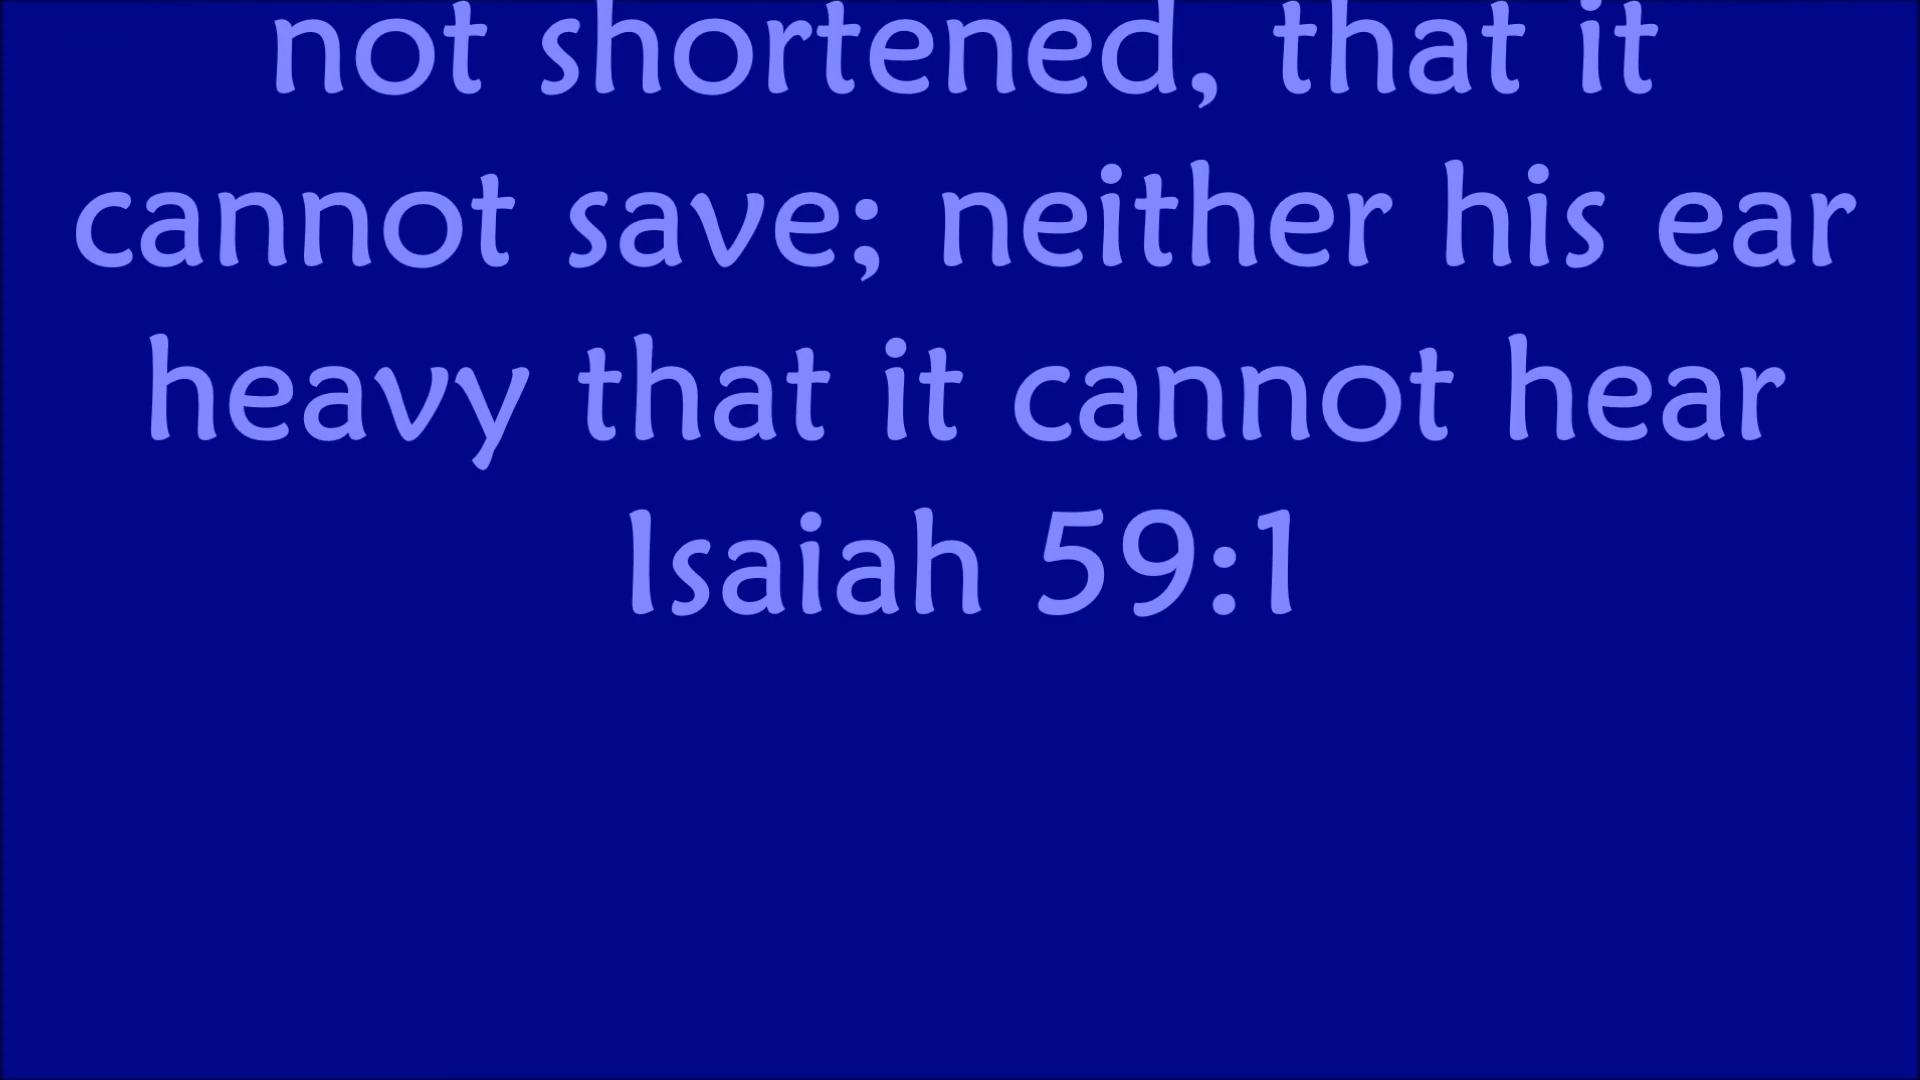 not shortened, that it
cannot save; neither his ear
heavy that it cannot hear
Isaiah 59:1